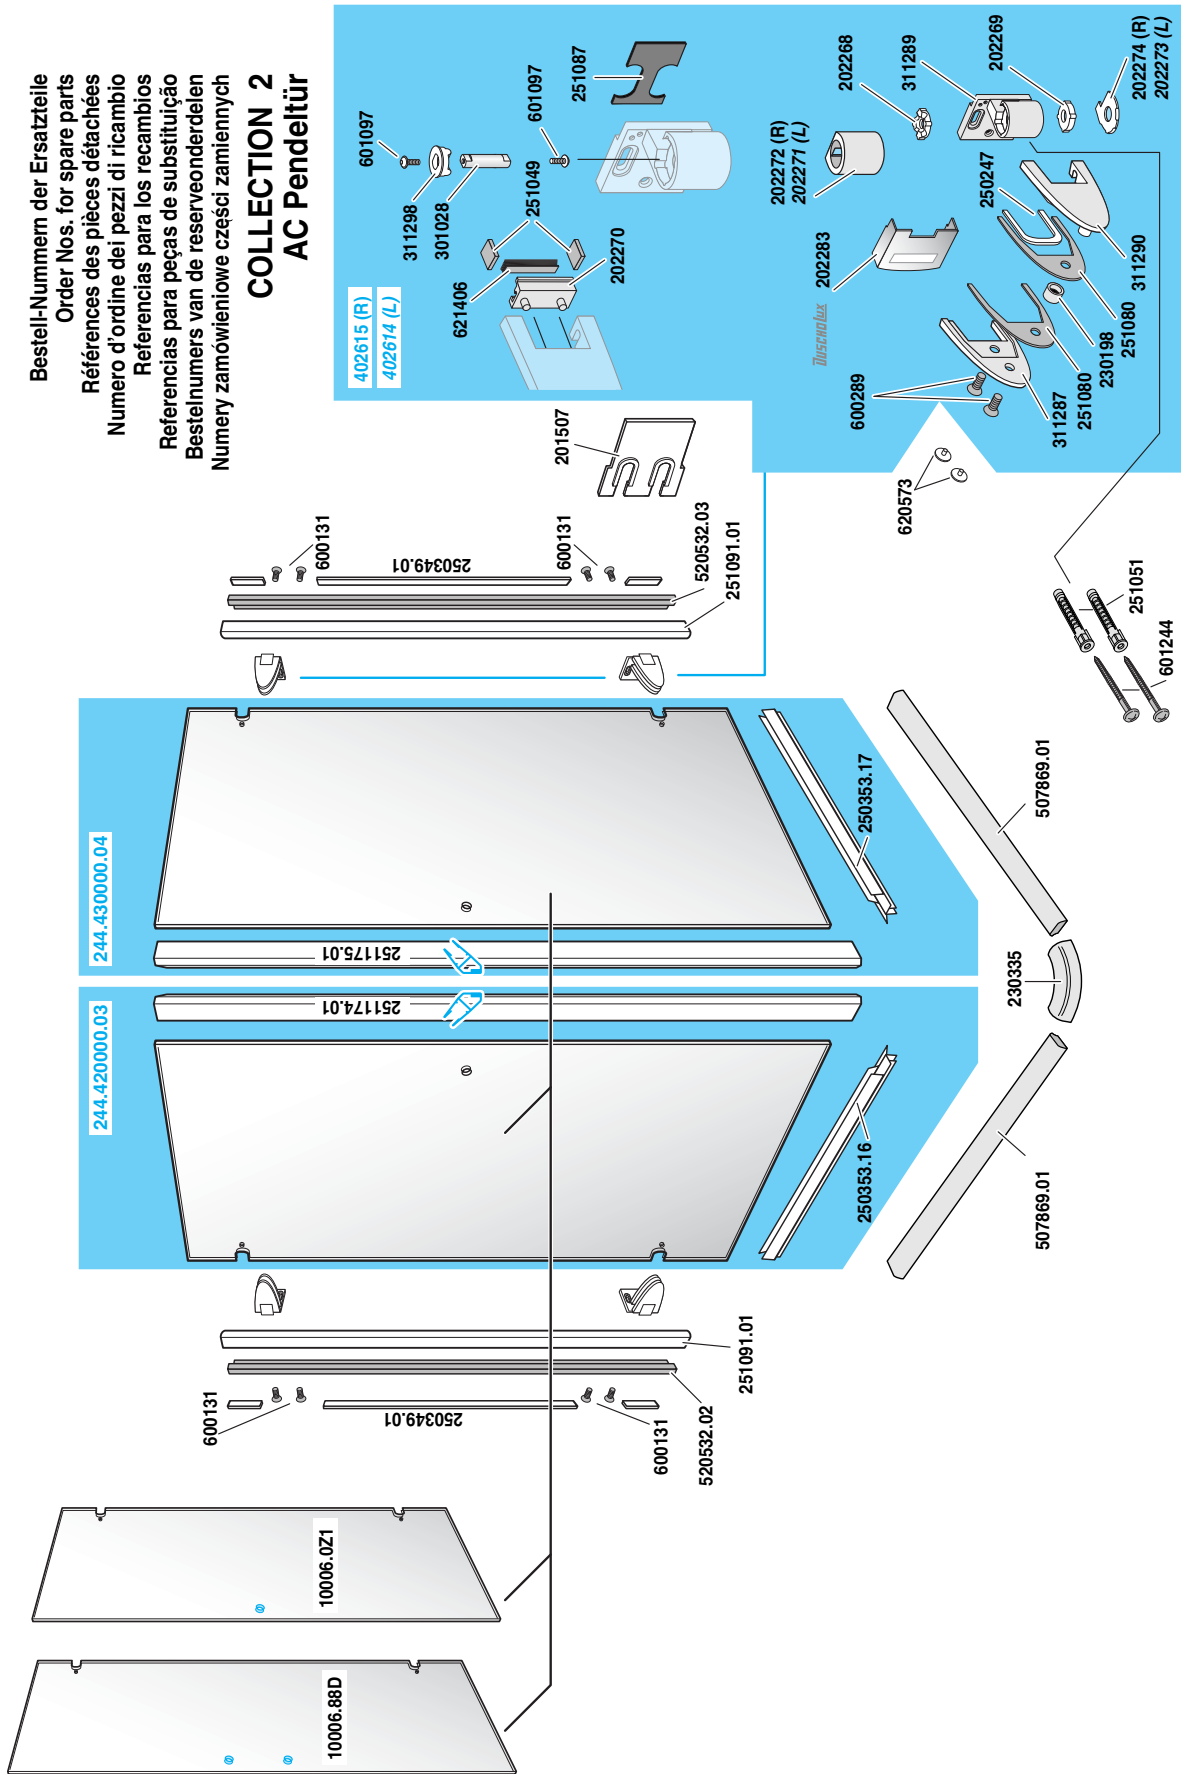 Bestell-Nummern der Ersatzteile
Order Nos. for spare parts
Références des pièces détachées
Numero d'ordine dei pezzi di ricambio
Referencias para los recambios
Referencias para peças de substituição
Bestelnumers van de reserveonderdelen
Numery zamówieniowe części zamiennych
COLLECTION 2
AC Pendeltür
10006.88D
10006.0Z1
600131
250349.01
600131
520532.02
251091.01
244.420000.03
251174.01
250353.16
244.430000.04
251175.01
250353.17
507869.01
230335
507869.01
600131
250349.01
600131
520532.03
251091.01
201507
402615 (R)
402614 (L)
601097
311298
301028
251049
621406
202270
601097
251087
DUSCHOLUX
202283
202272 (R)
202271 (L)
202268
311289
202269
202274 (R)
202273 (L)
250247
311290
251080
230198
251080
311287
600289
620573
251051
601244